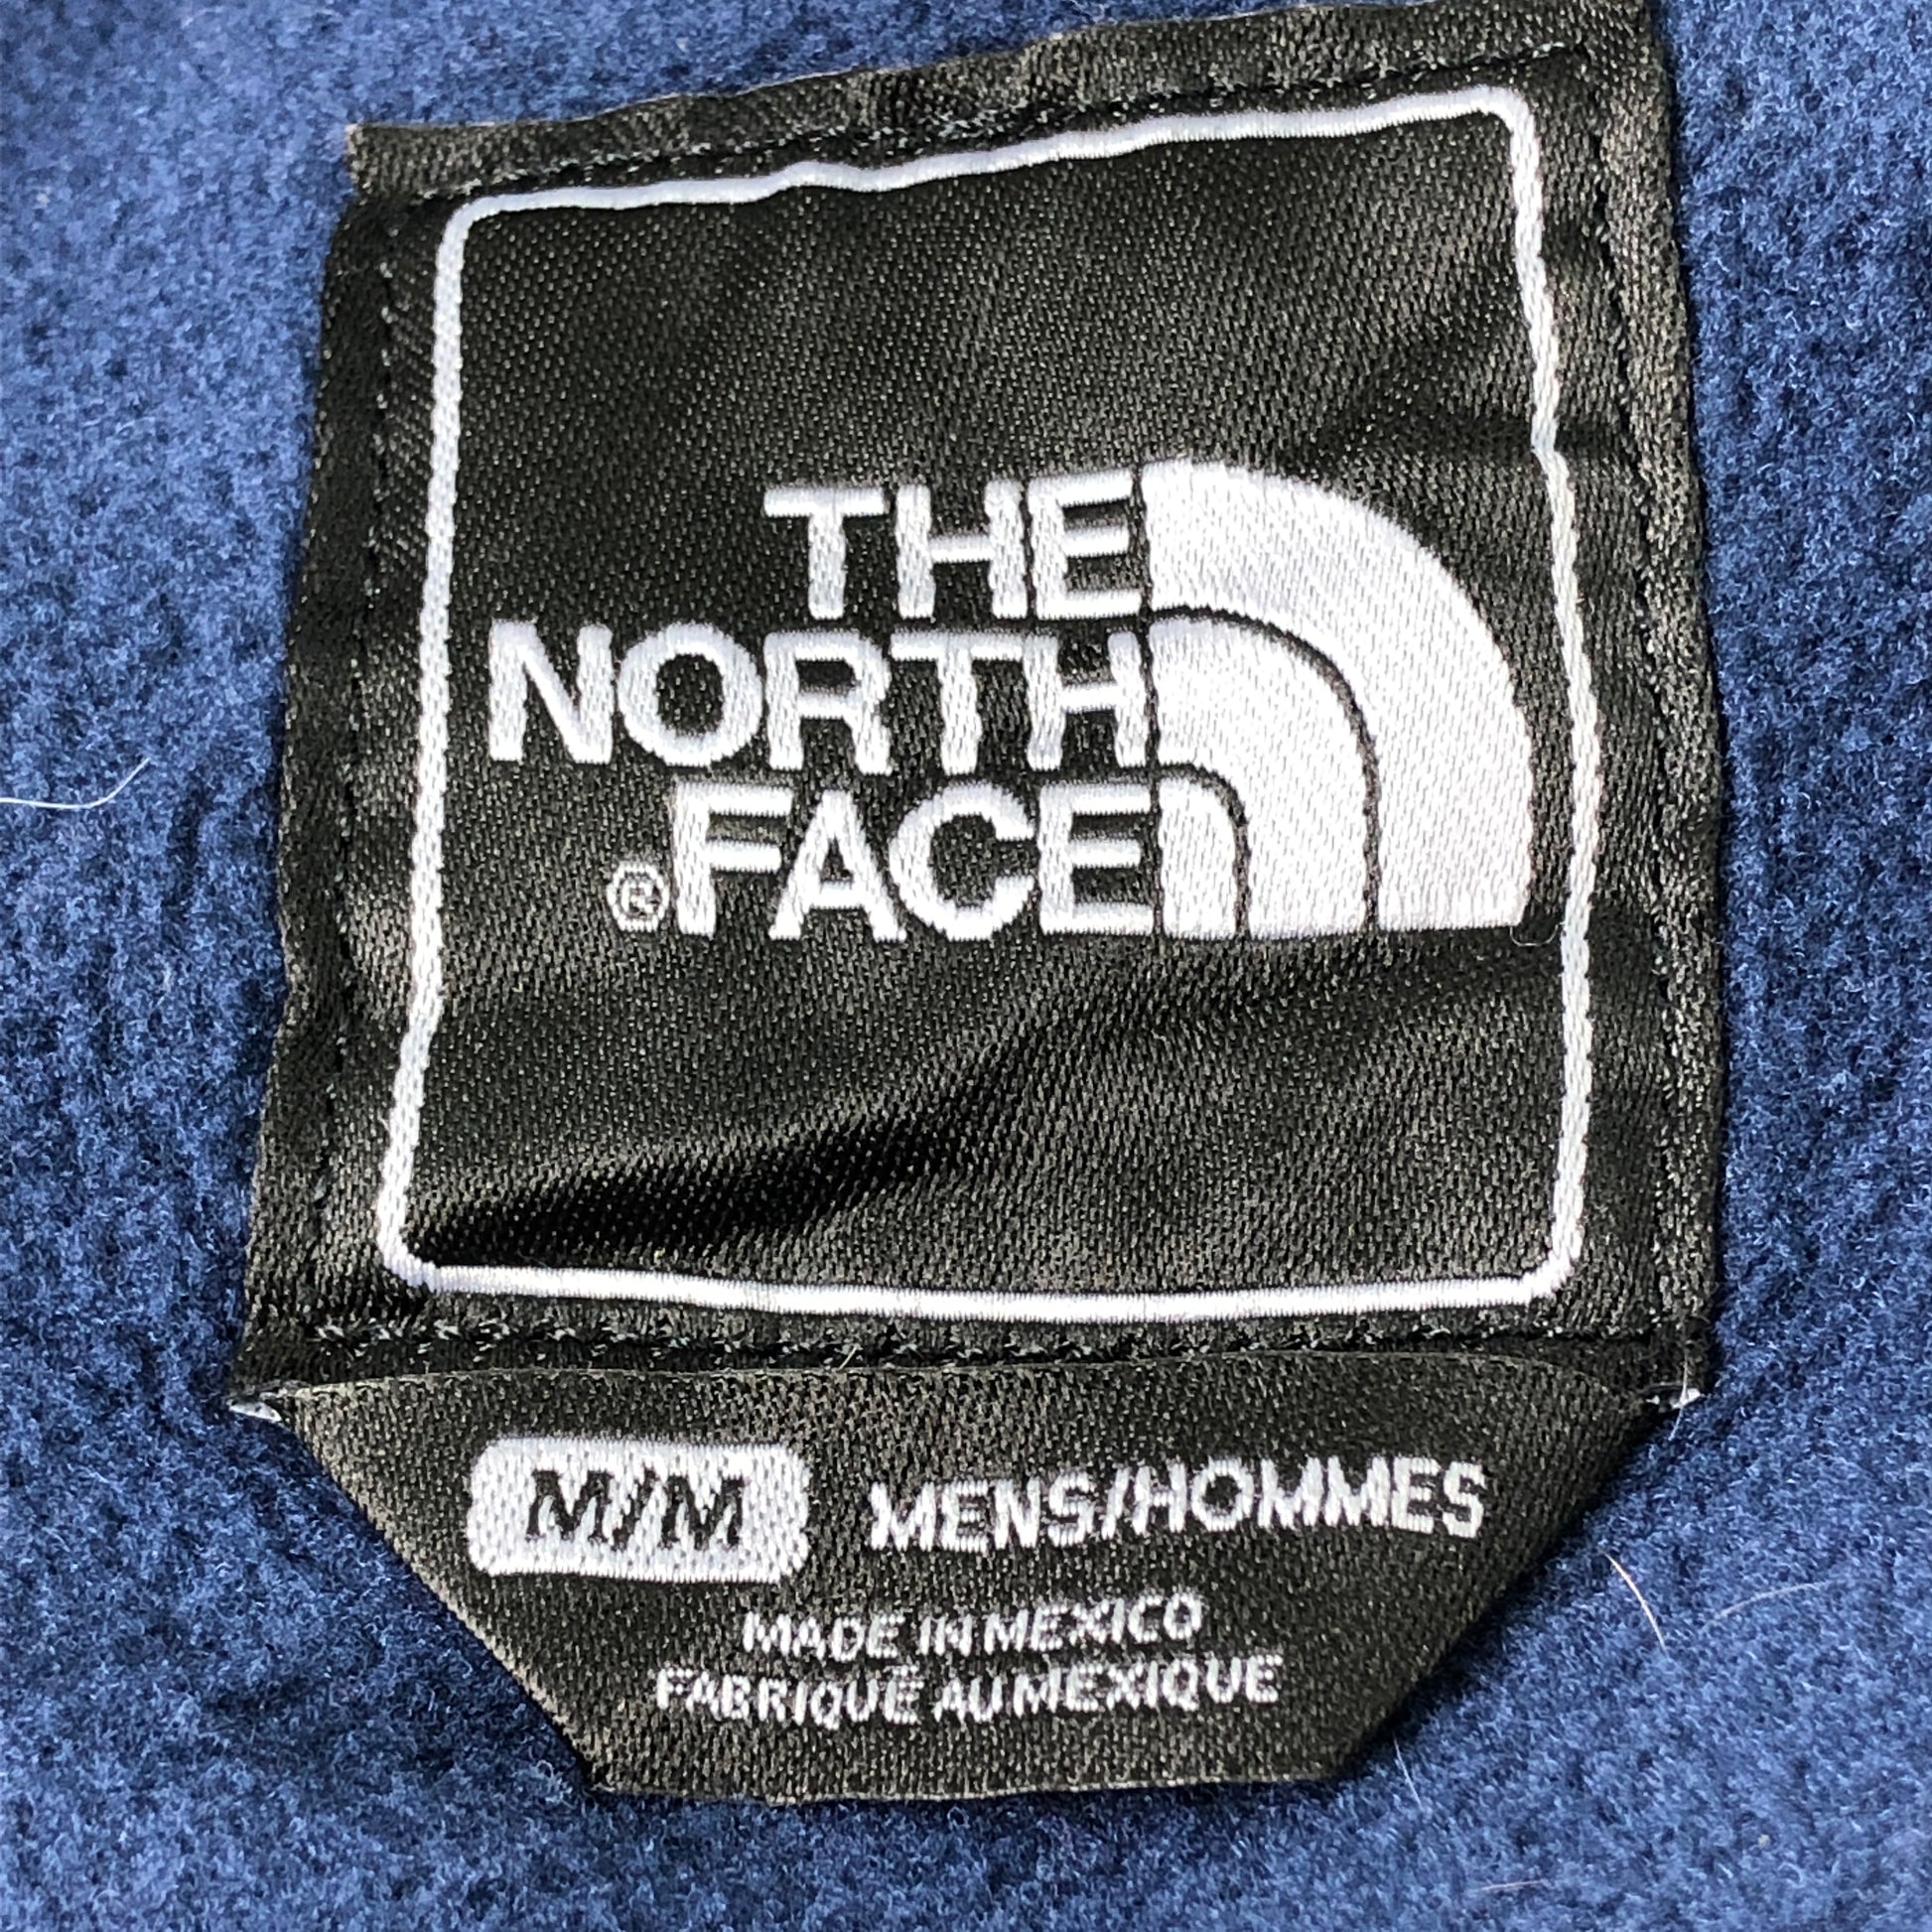 THE
NORTH
®FACE
M/M MENS/HOMMES
MADE IN MEXICO
FABRIQUÉ AU MEXIQUE